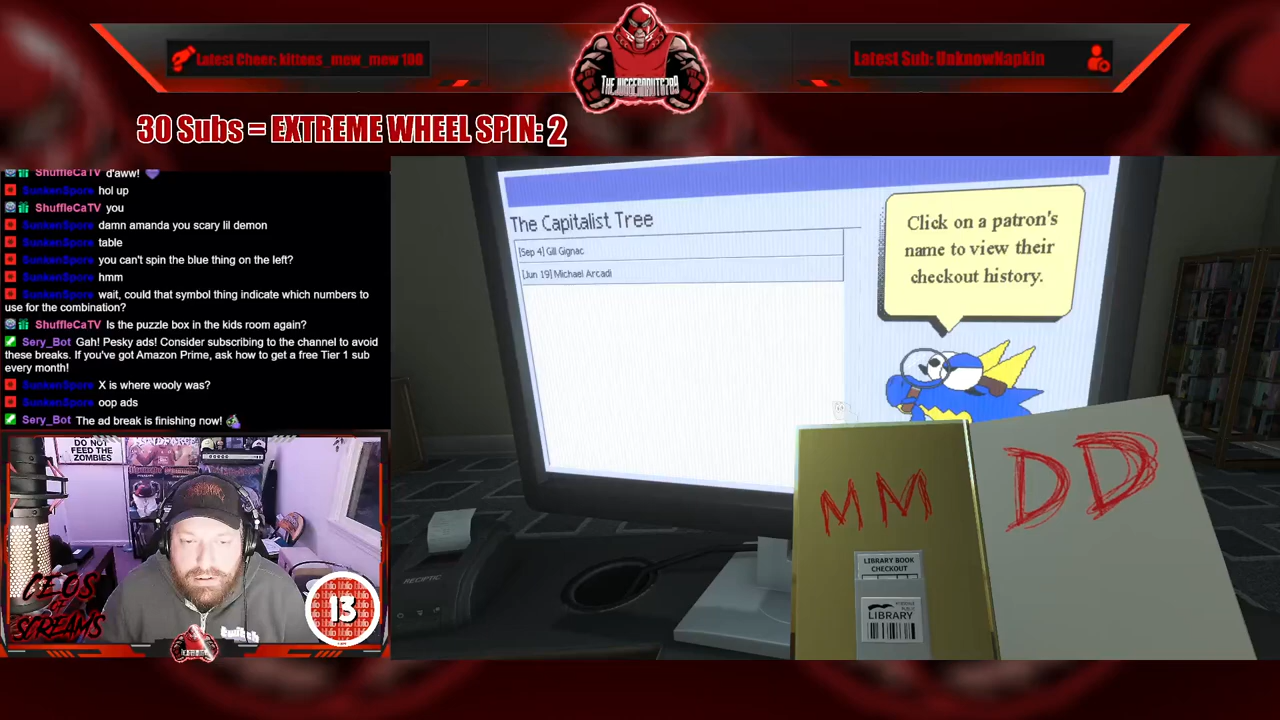 Latest Cheer: kittens_mew_mew 100
THEJUGGERNAUT6789
Latest Sub: UnknowNapkin
30 Subs = EXTREME WHEEL SPIN: 2
ShuffleCaTV d'aww!
SunkenSpore hol up
ShuffleCaTV you
SunkenSpore damn amanda you scary lil demon
SunkenSpore table
SunkenSpore you can't spin the blue thing on the left?
SunkenSpore hmm
SunkenSpore wait, could that symbol thing indicate which numbers to
use for the combination?
ShuffleCaTV Is the puzzle box in the kids room again?
Sery_Bot Gah! Pesky ads! Consider subscribing to the channel to avoid
these breaks. If you've got Amazon Prime, ask how to get a free Tier 1 sub
every month!
SunkenSpore X is where wooly was?
SunkenSpore oop ads
Sery_Bot The ad break is finishing now!
The Capitalist Tree
[Sep 4] Gill Gignac
[Jun 19] Michael Arcadi
Click on a patron's
name to view their
checkout history.
MM
DD
LIBRARY BOOK
CHECKOUT
LIBRARY
DO NOT
FEED THE
ZOMBIES
MINDFORCE
CEOS
OF
STREAMS
13
twitch